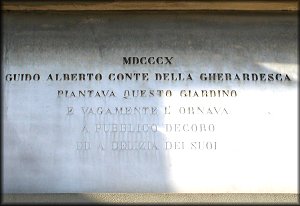 MDCCCX
GUIDO ALBERTO CONTE DELLA GHERARDESCA
PIANTAVA QUESTO GIARDINO
E VAGAMENTE L'ORNAVA
A PUBBLICO DECORO
ED A DELIZIA DEI SUOI